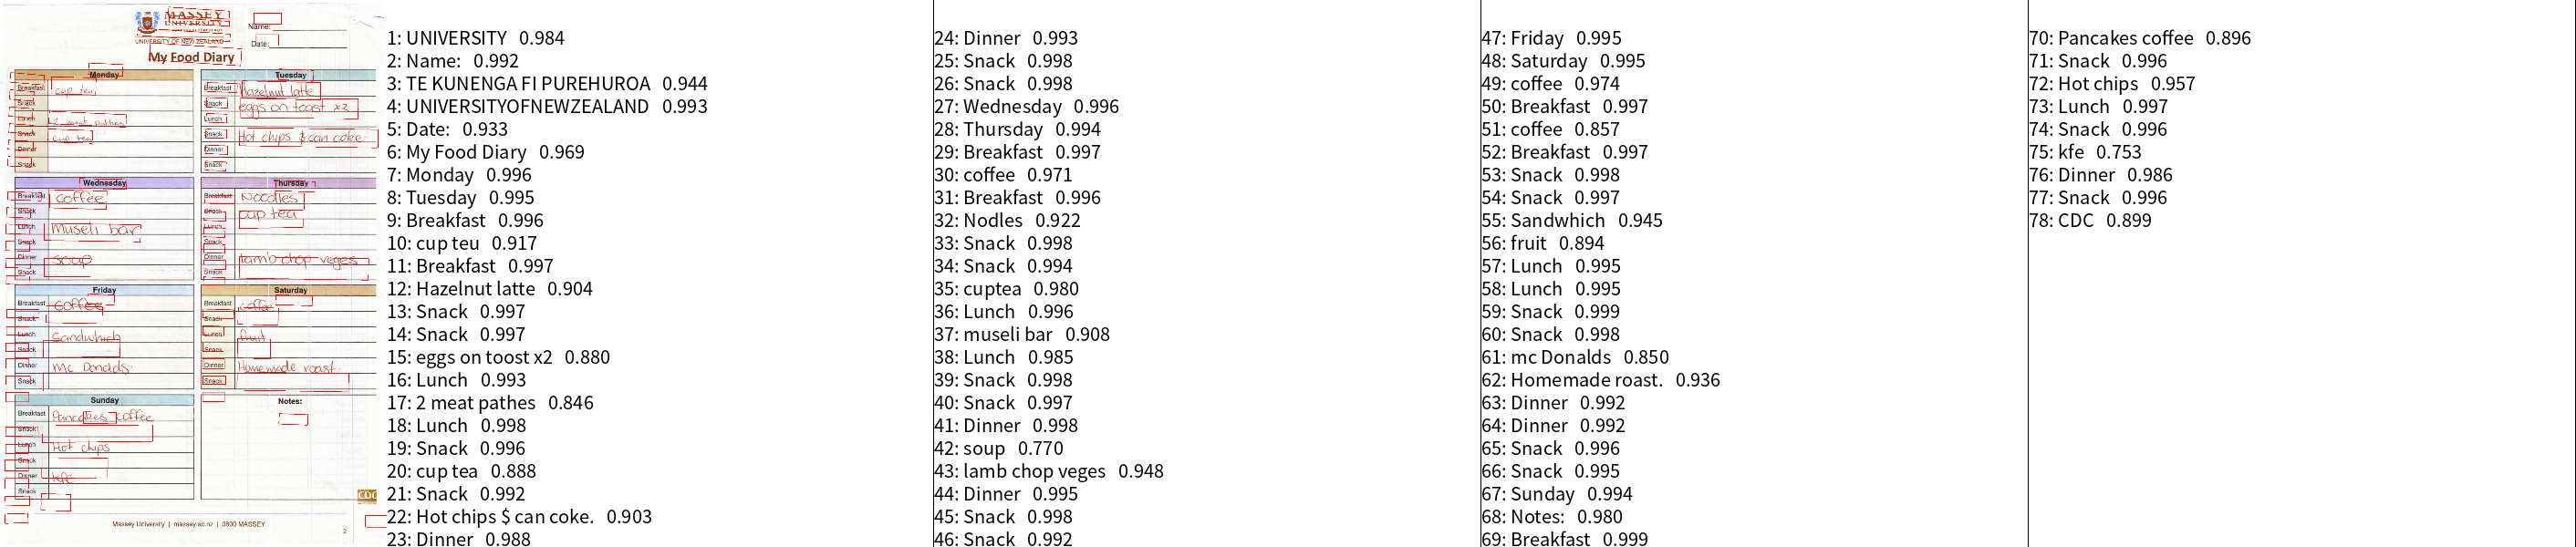 MASSEY
UNIVERSITY
UNIVERSITY OF NEW ZEALAND
Name:
Date:
My Food Diary
Monday
Breakfast cup tea
Snack
Lunch 2 meat patties
Snack cup tea
Dinner
Snack
Tuesday
Breakfast Hazelnut latte
Snack eggs on toast x2
Lunch
Snack Hot chips $ can coke.
Dinner
Snack
Wednesday
Breakfast coffee
Snack
Lunch museli bar
Snack
Dinner soup
Snack
Thursday
Breakfast Noodles
Snack cup tea
Lunch
Snack
Dinner lamb chop veges
Snack
Friday
Breakfast coffee
Snack
Lunch Sandwhich
Snack
Dinner mc Donalds.
Snack
Saturday
Breakfast coffee
Snack
Lunch fruit
Snack
Dinner Homemade roast.
Snack
Sunday
Breakfast Pancakes coffee
Snack
Lunch Hot chips
Snack
Dinner kfc
Snack
Notes:
CDC
Massey University | massey.ac.nz | 0800 MASSEY
2
1: UNIVERSITY 0.984
2: Name: 0.992
3: TE KUNENGA FI PUREHUROA 0.944
4: UNIVERSITYOFNEWZEALAND 0.993
5: Date: 0.933
6: My Food Diary 0.969
7: Monday 0.996
8: Tuesday 0.995
9: Breakfast 0.996
10: cup teu 0.917
11: Breakfast 0.997
12: Hazelnut latte 0.904
13: Snack 0.997
14: Snack 0.997
15: eggs on toost x2 0.880
16: Lunch 0.993
17: 2 meat pathes 0.846
18: Lunch 0.998
19: Snack 0.996
20: cup tea 0.888
21: Snack 0.992
22: Hot chips $ can coke. 0.903
23: Dinner 0.988
24: Dinner 0.993
25: Snack 0.998
26: Snack 0.998
27: Wednesday 0.996
28: Thursday 0.994
29: Breakfast 0.997
30: coffee 0.971
31: Breakfast 0.996
32: Nodles 0.922
33: Snack 0.998
34: Snack 0.994
35: cuptea 0.980
36: Lunch 0.996
37: museli bar 0.908
38: Lunch 0.985
39: Snack 0.998
40: Snack 0.997
41: Dinner 0.998
42: soup 0.770
43: lamb chop veges 0.948
44: Dinner 0.995
45: Snack 0.998
46: Snack 0.992
47: Friday 0.995
48: Saturday 0.995
49: coffee 0.974
50: Breakfast 0.997
51: coffee 0.857
52: Breakfast 0.997
53: Snack 0.998
54: Snack 0.997
55: Sandwhich 0.945
56: fruit 0.894
57: Lunch 0.995
58: Lunch 0.995
59: Snack 0.999
60: Snack 0.998
61: mc Donalds 0.850
62: Homemade roast. 0.936
63: Dinner 0.992
64: Dinner 0.992
65: Snack 0.996
66: Snack 0.995
67: Sunday 0.994
68: Notes: 0.980
69: Breakfast 0.999
70: Pancakes coffee 0.896
71: Snack 0.996
72: Hot chips 0.957
73: Lunch 0.997
74: Snack 0.996
75: kfe 0.753
76: Dinner 0.986
77: Snack 0.996
78: CDC 0.899